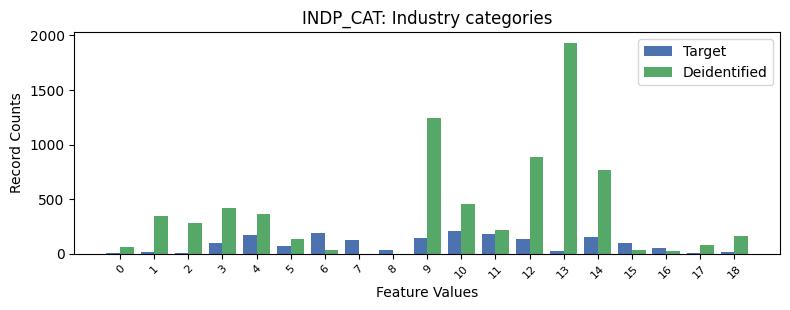 INDP_CAT: Industry categories
Target
Deidentified
Record Counts
2000
1500
1000
500
0
0 1 2 3 4 5 6 7 8 9 10 11 12 13 14 15 16 17 18
Feature Values